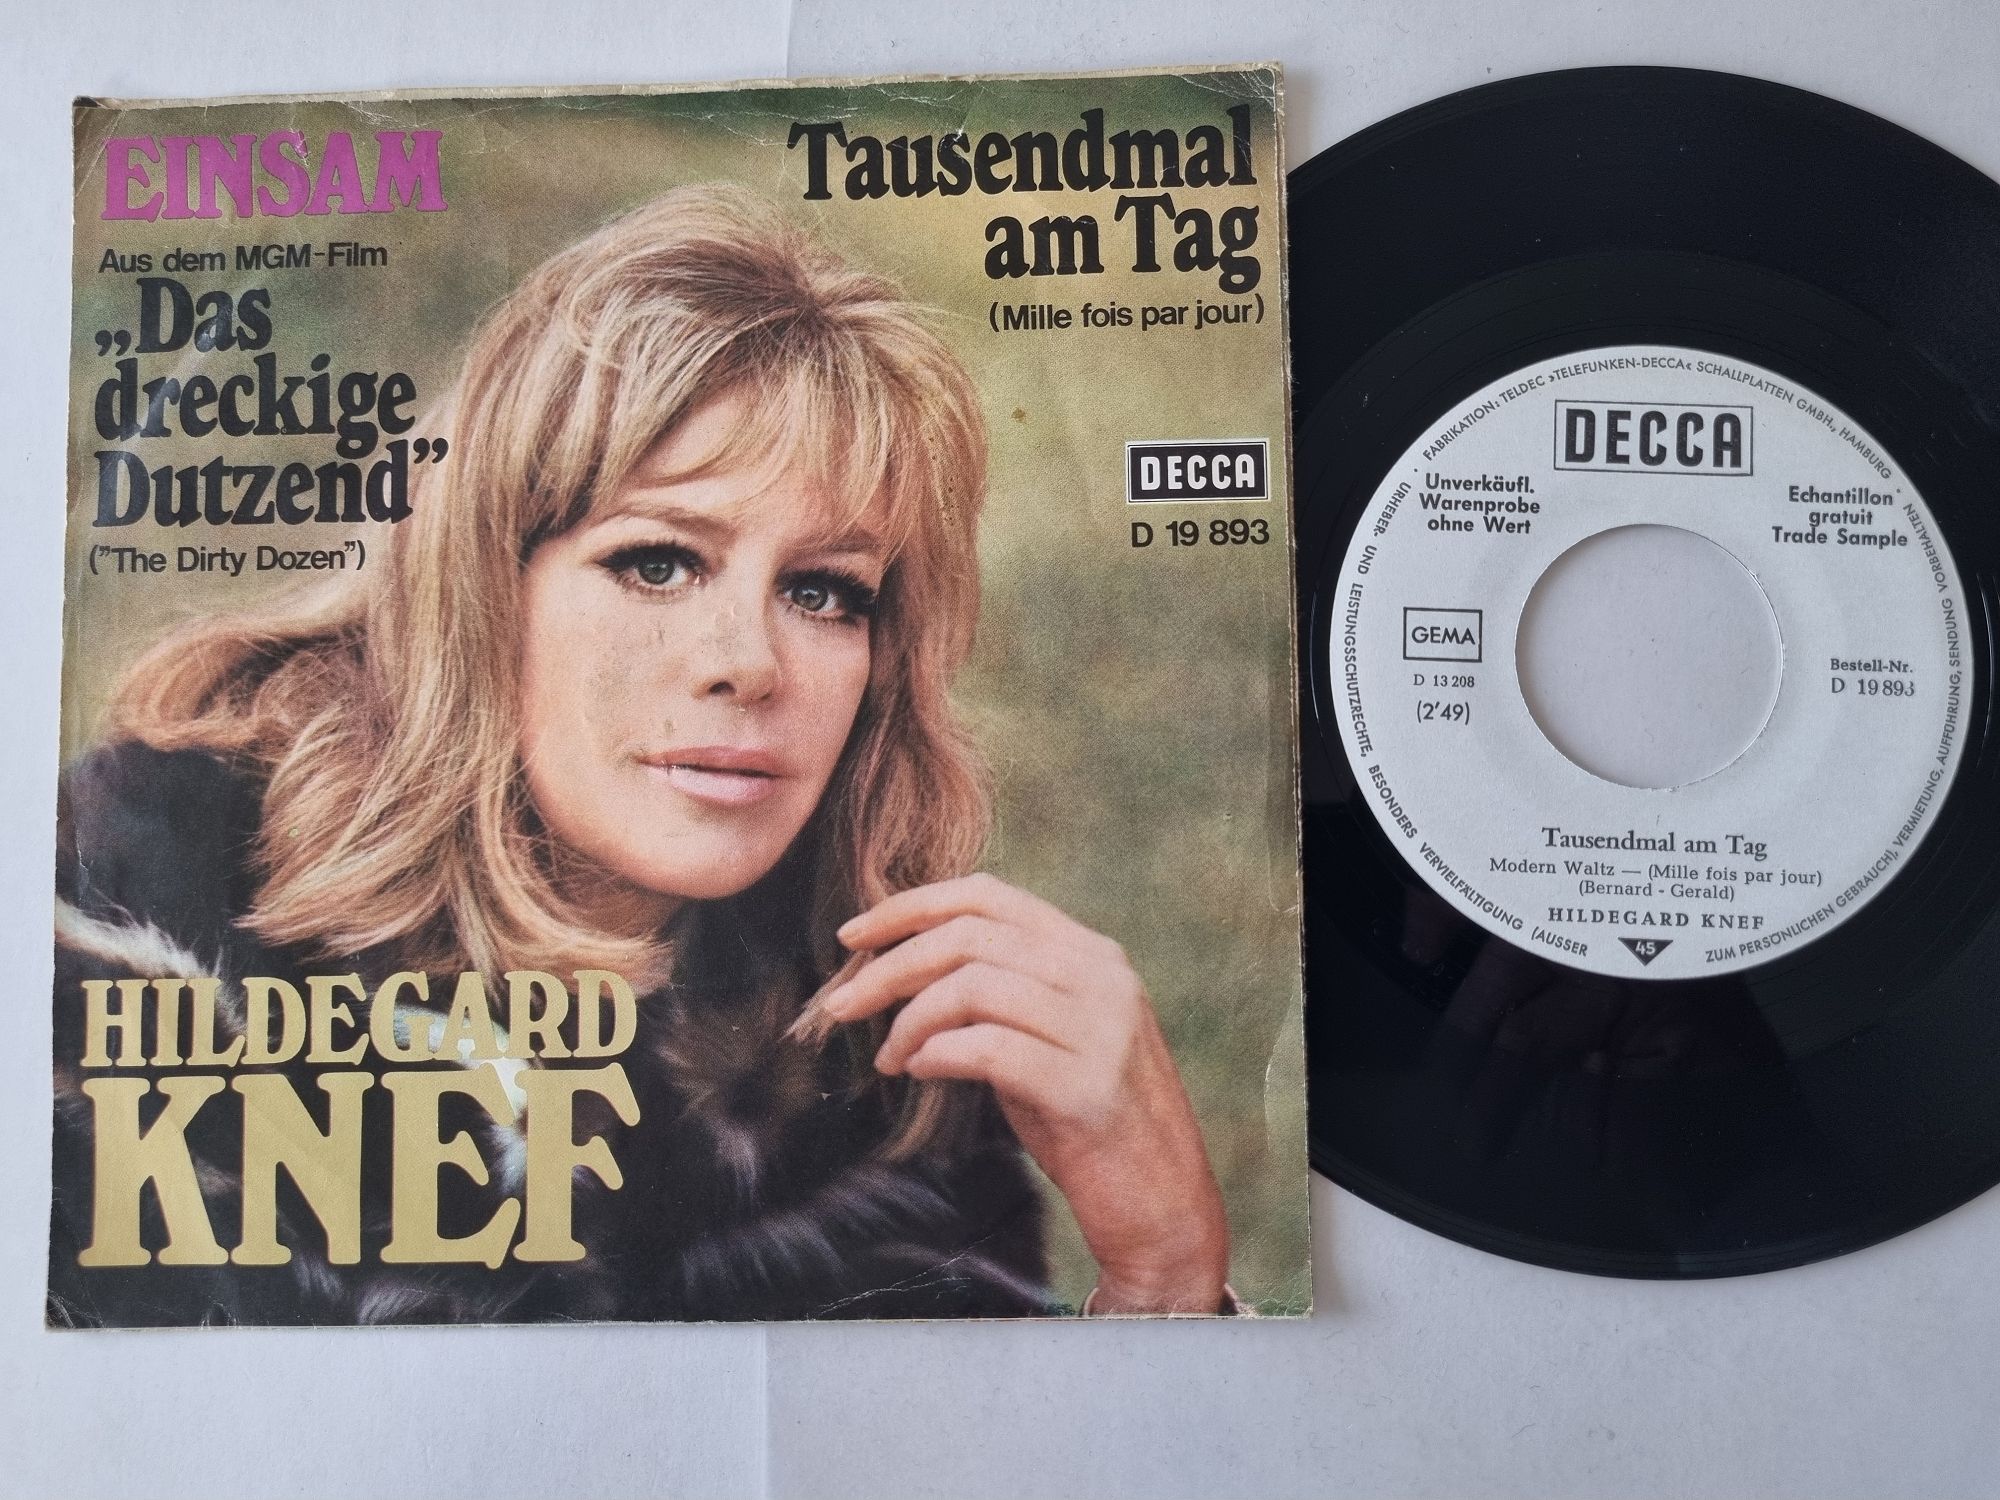 EINSAM
Aus dem MGM-Film
„Das
dreckige
Dutzend”
(”The Dirty Dozen”)
Tausendmal
am Tag
(Mille fois par jour)
DECCA
D 19 893
HILDEGARD
KNEF
FABRIKATION: TELDEC »TELEFUNKEN-DECCA« SCHALLPLATTEN GMBH., HAMBURG · URHEBER- UND LEISTUNGSSCHUTZRECHTE, BESONDERS VERVIELFÄLTIGUNG (AUSSER ZUM PERSÖNLICHEN GEBRAUCH), VERMIETUNG, AUFFÜHRUNG, SENDUNG VORBEHALTEN ·
DECCA
Unverkäufl.
Warenprobe
ohne Wert
Echantillon
gratuit
Trade Sample
GEMA
D 13 208
(2'49)
Bestell-Nr.
D 19 893
Tausendmal am Tag
Modern Waltz — (Mille fois par jour)
(Bernard - Gerald)
HILDEGARD KNEF
45